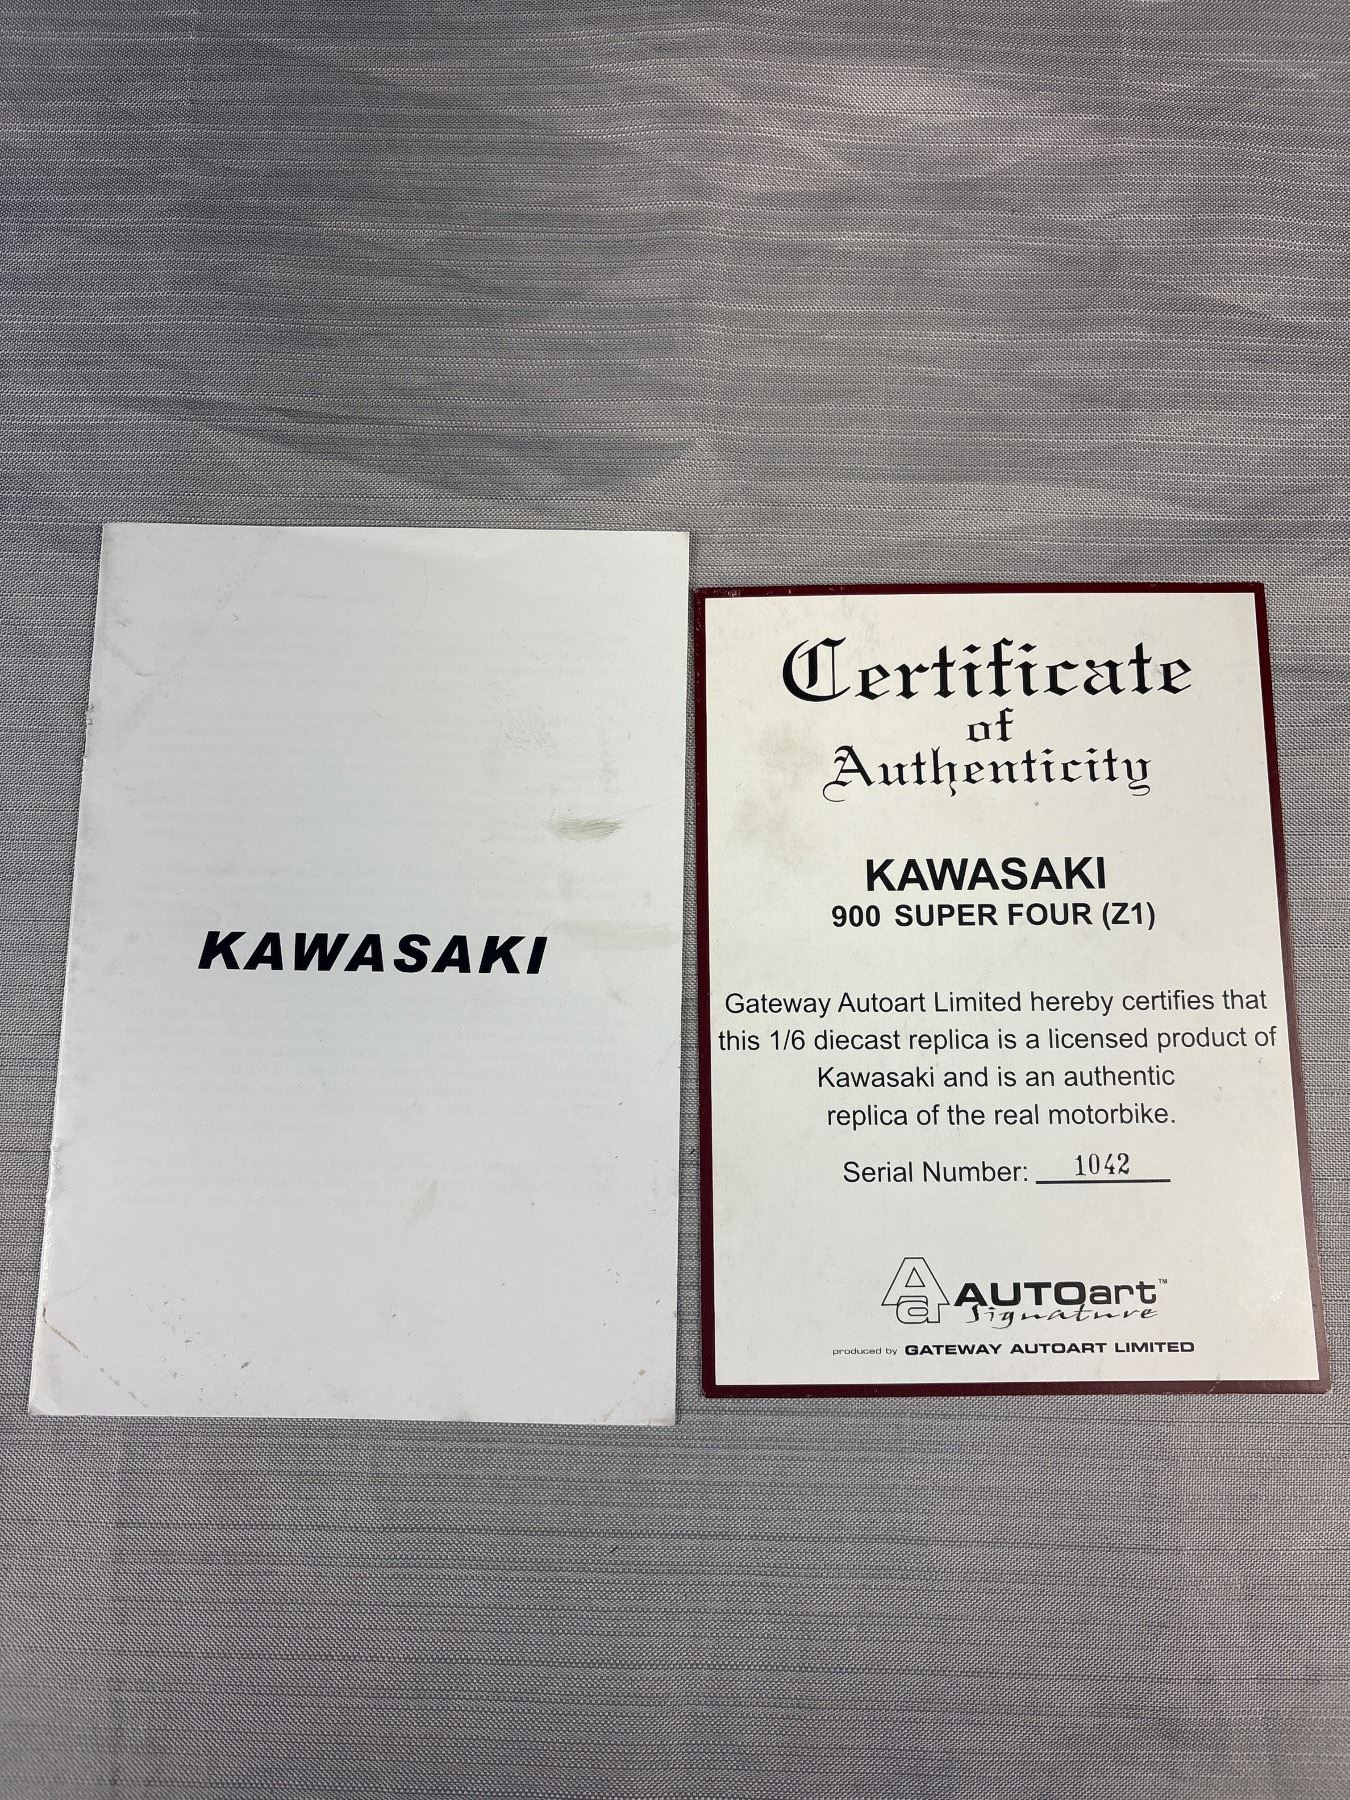 KAWASAKI
Certificate
of
Authenticity
KAWASAKI
900 SUPER FOUR (Z1)
Gateway Autoart Limited hereby certifies that
this 1/6 diecast replica is a licensed product of
Kawasaki and is an authentic
replica of the real motorbike.
Serial Number: 1042
Aa AUTOart™
Signature
produced by GATEWAY AUTOART LIMITED